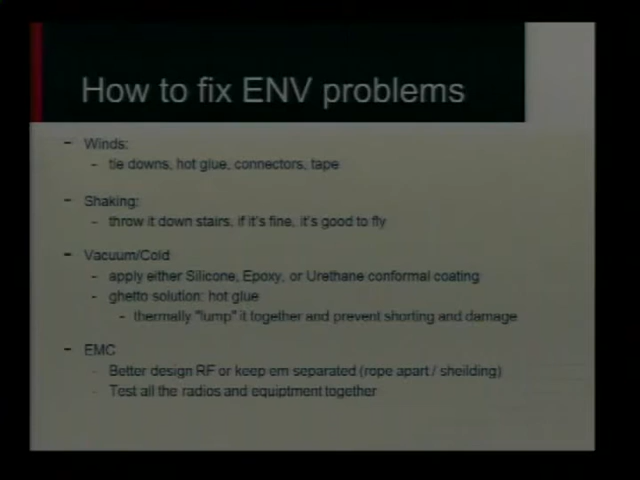 How to fix ENV problems
- Winds:
- tie downs, hot glue, connectors, tape
- Shaking:
- throw it down stairs, if it's fine, it's good to fly
- Vacuum/Cold
- apply either Silicone, Epoxy, or Urethane conformal coating
- ghetto solution: hot glue
- thermally "lump" it together and prevent shorting and damage
- EMC
- Better design RF or keep em separated (rope apart / sheilding)
- Test all the radios and equiptment together